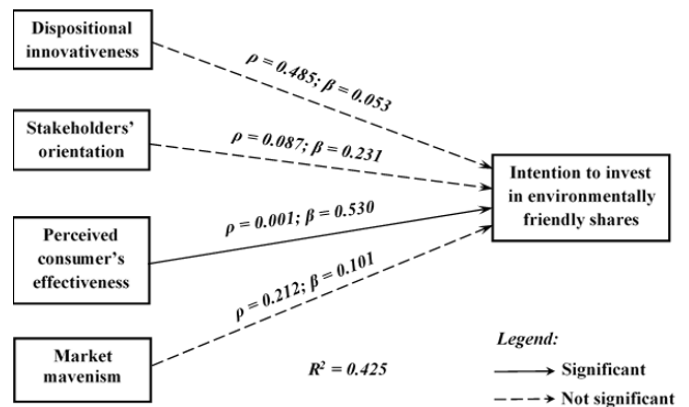 Dispositional
innovativeness
ρ = 0.485; β = 0.053
Stakeholders'
orientation
ρ = 0.087; β = 0.231
Intention to invest
in environmentally
friendly shares
Perceived
consumer's
effectiveness
ρ = 0.001; β = 0.530
Market
mavenism
ρ = 0.212; β = 0.101
R² = 0.425
Legend:
Significant
Not significant